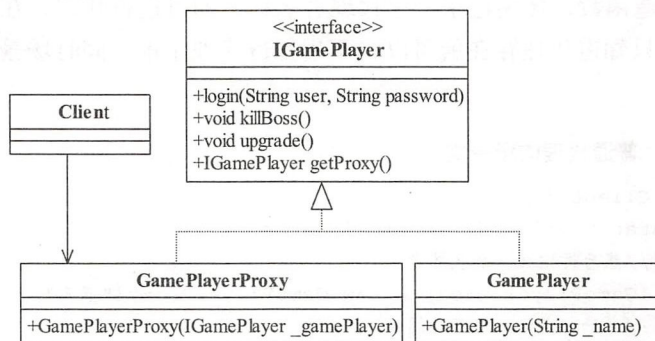 <<interface>>
IGamePlayer
+login(String user, String password)
+void killBoss()
+void upgrade()
+IGamePlayer getProxy()
Client
GamePlayerProxy
+GamePlayerProxy(IGamePlayer _gamePlayer)
GamePlayer
+GamePlayer(String _name)